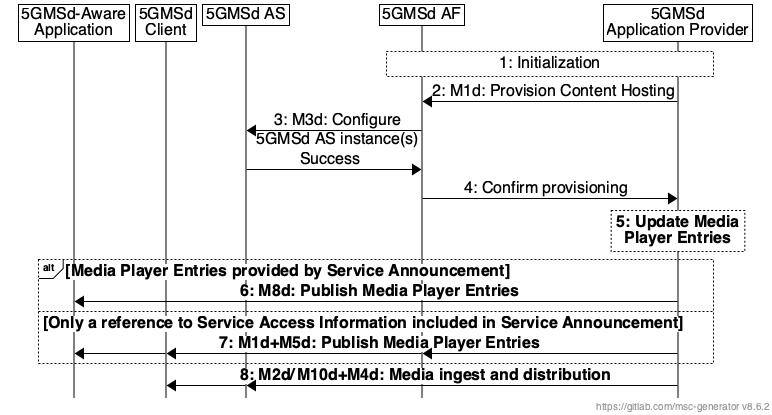 5GMSd-Aware
Application
5GMSd
Client
5GMSd AS
5GMSd AF
5GMSd
Application Provider
1: Initialization
2: M1d: Provision Content Hosting
3: M3d: Configure
5GMSd AS instance(s)
Success
4: Confirm provisioning
5: Update Media
Player Entries
alt
[Media Player Entries provided by Service Announcement]
6: M8d: Publish Media Player Entries
[Only a reference to Service Access Information included in Service Announcement]
7: M1d+M5d: Publish Media Player Entries
8: M2d/M10d+M4d: Media ingest and distribution
https://gitlab.com/msc-generator v8.6.2